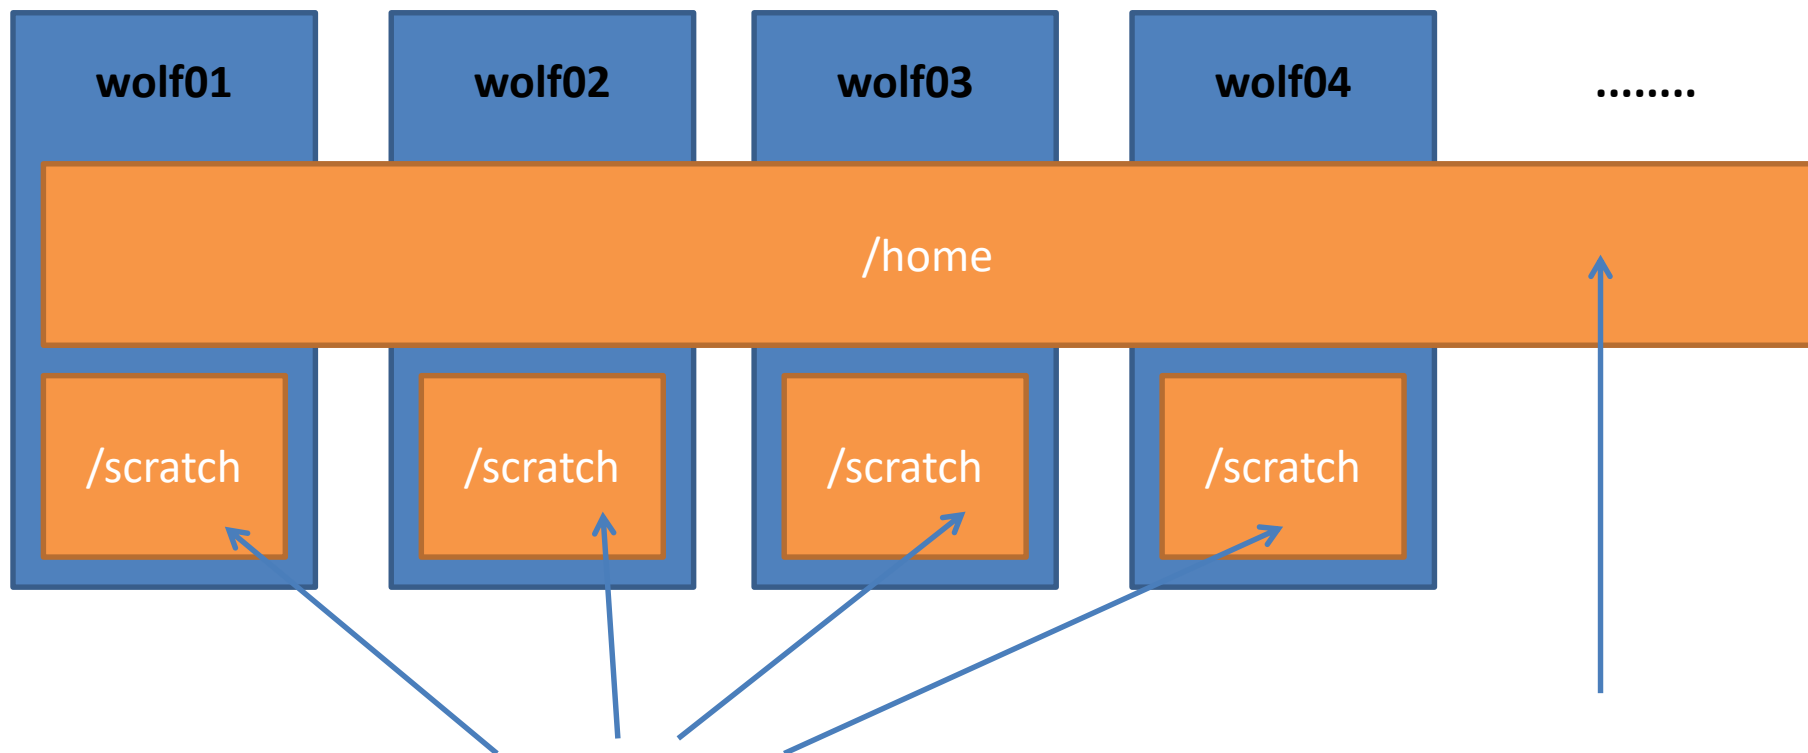 wolf01 wolf02 wolf03 wolf04 ........
/home
/scratch /scratch /scratch /scratch